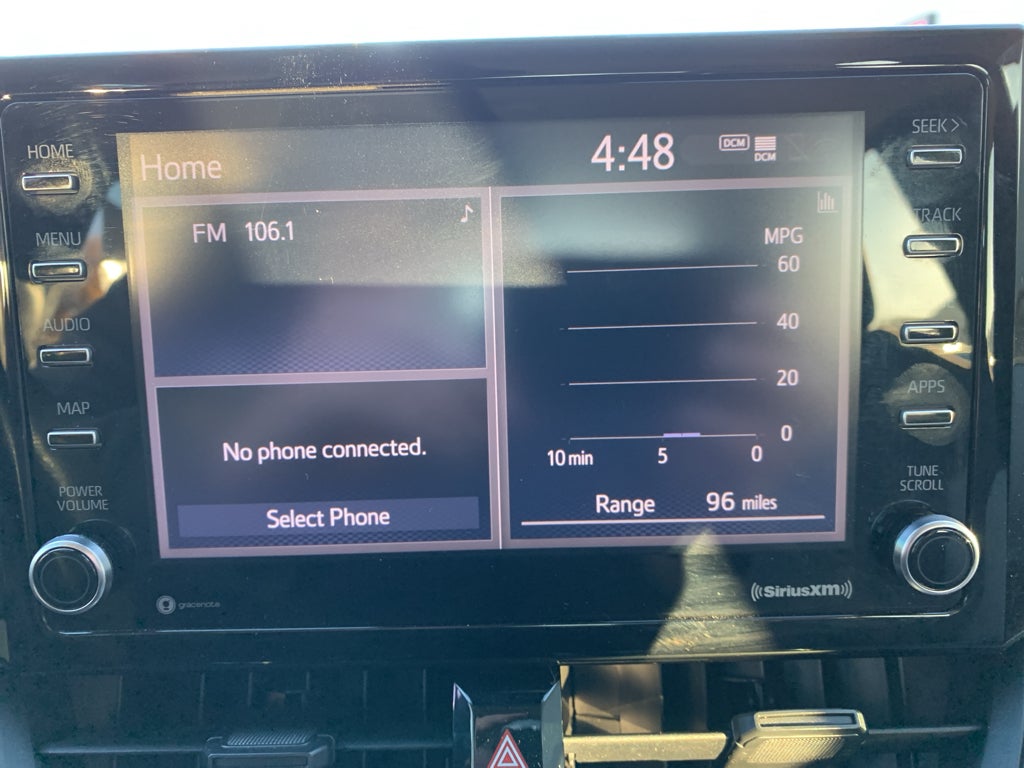 HOME
MENU
AUDIO
MAP
POWER
VOLUME
Home
4:48
DCM
DCM
FM 106.1
No phone connected.
Select Phone
MPG
60
40
20
0
10 min 5 0
Range 96 miles
SEEK >
TRACK
APPS
TUNE
SCROLL
gracenote
((SiriusXM))